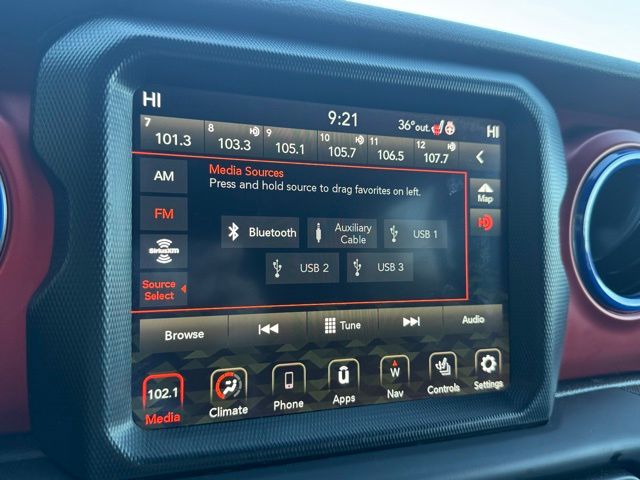 HI 9:21 36°out. HI
7 8 9 10 11 12
101.3 103.3 105.1 105.7 106.5 107.7
AM Media Sources
Press and hold source to drag favorites on left.
Map
FM
Bluetooth Auxiliary Cable USB 1
SiriusXM
USB 2 USB 3
Source Select
Browse Tune Audio
102.1 W
Media Climate Phone Apps Nav Controls Settings